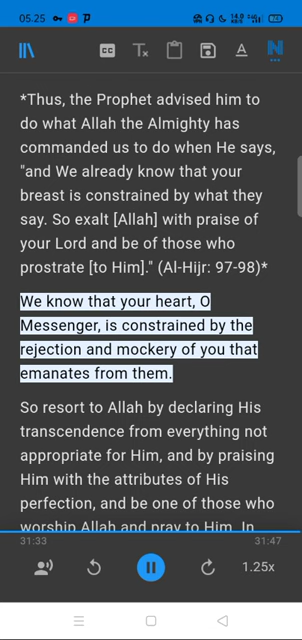 05.25
14.9
KB/S
74
*Thus, the Prophet advised him to
do what Allah the Almighty has
commanded us to do when He says,
"and We already know that your
breast is constrained by what they
say. So exalt [Allah] with praise of
your Lord and be of those who
prostrate [to Him]." (Al-Hijr: 97-98)*
We know that your heart, O
Messenger, is constrained by the
rejection and mockery of you that
emanates from them.
So resort to Allah by declaring His
transcendence from everything not
appropriate for Him, and by praising
Him with the attributes of His
perfection, and be one of those who
worship Allah and pray to Him. In
31:33
31:47
1.25x